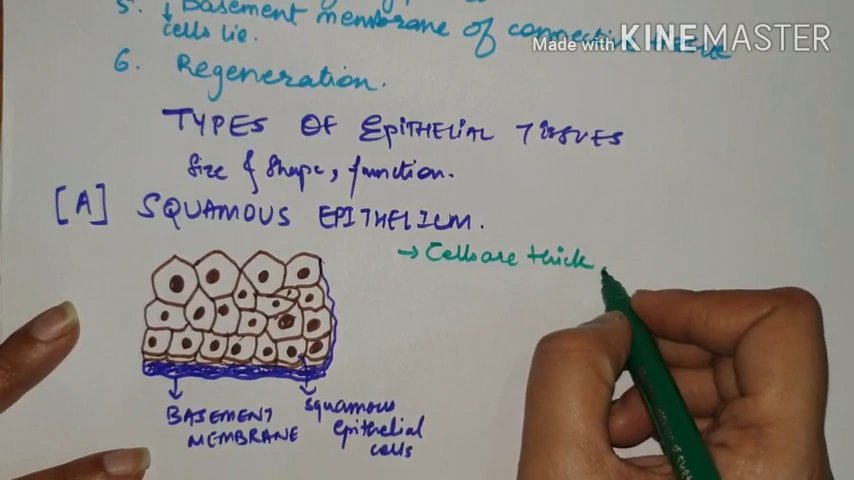 5. ↓ Basement membrane of connective tissue
cells lie.
Made with KINEMASTER
6. Regeneration.
TYPES OF EPITHELIAL TISSUES
Size & shape, function.
[A] SQUAMOUS EPITHELIUM.
→ Cells are thick
BASEMENT
MEMBRANE
squamous
epithelial
cells